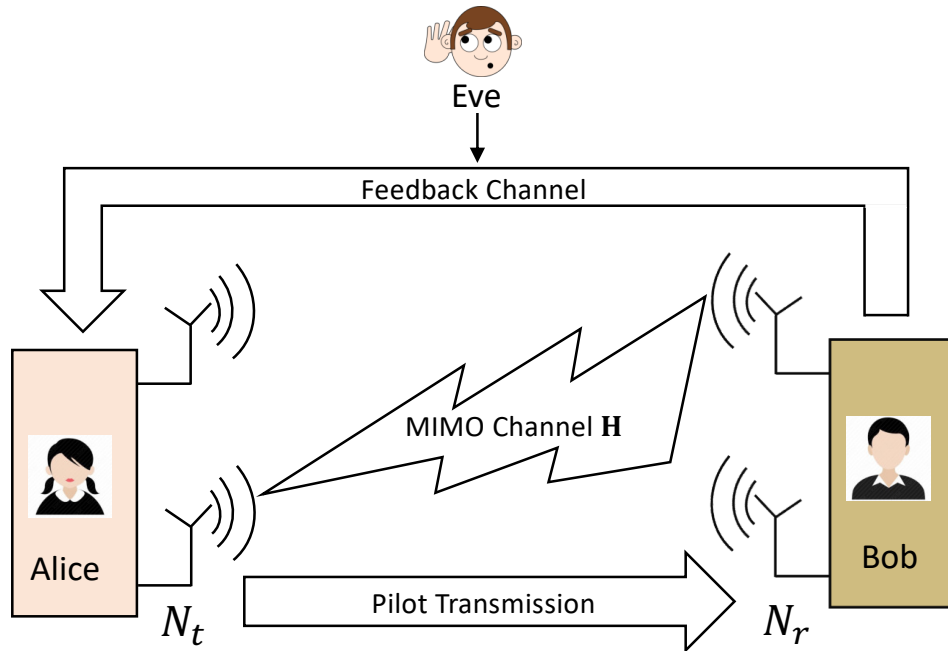 Eve
Feedback Channel
MIMO Channel H
Alice
Bob
Pilot Transmission
N_t
N_r